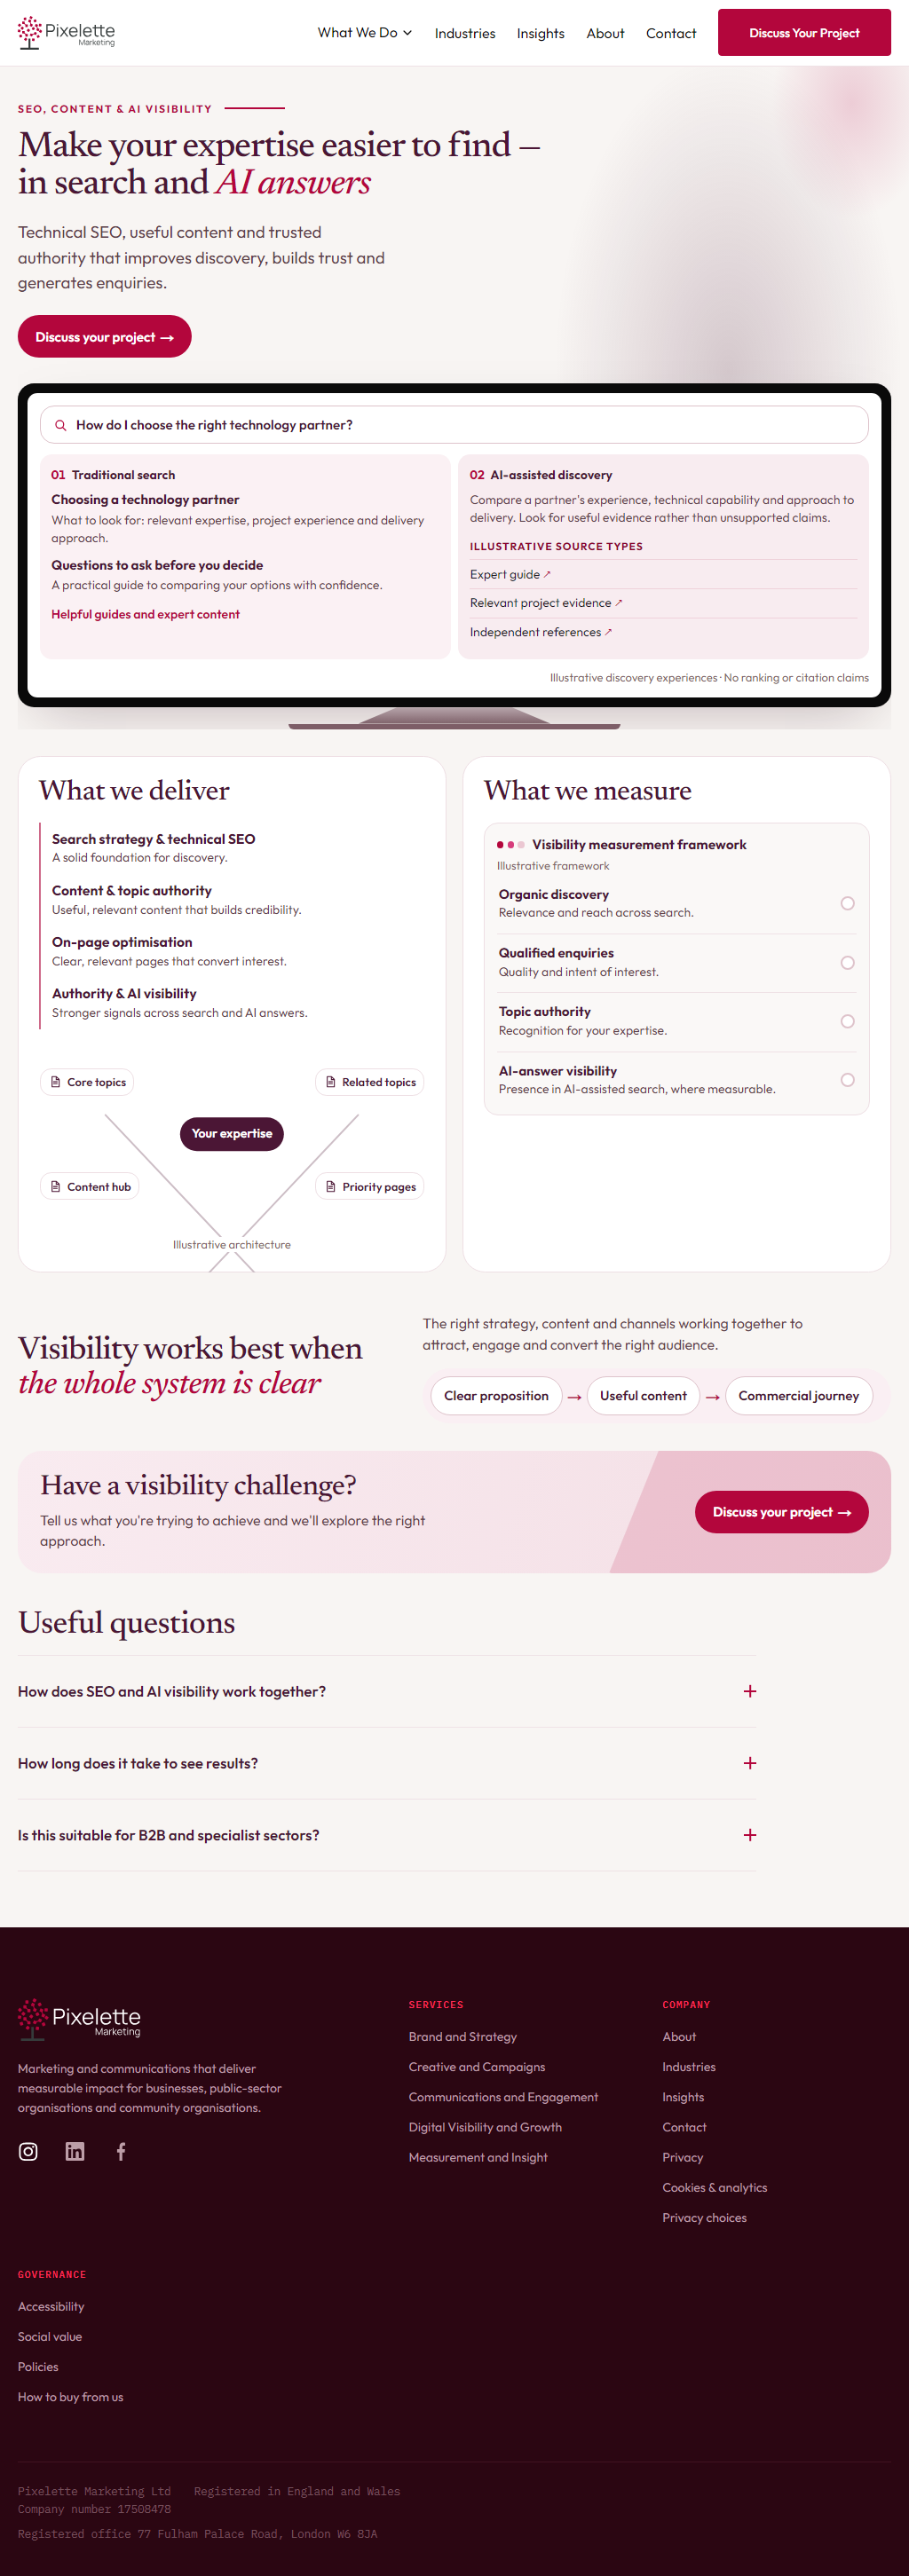 Pixelette
Marketing
What We Do
Industries
Insights
About
Contact
Discuss Your Project
SEO, CONTENT & AI VISIBILITY
Make your expertise easier to find —
in search and AI answers
Technical SEO, useful content and trusted
authority that improves discovery, builds trust and
generates enquiries.
Discuss your project →
How do I choose the right technology partner?
01 Traditional search
Choosing a technology partner
What to look for: relevant expertise, project experience and delivery
approach.
Questions to ask before you decide
A practical guide to comparing your options with confidence.
Helpful guides and expert content
02 AI-assisted discovery
Compare a partner's experience, technical capability and approach to
delivery. Look for useful evidence rather than unsupported claims.
ILLUSTRATIVE SOURCE TYPES
Expert guide ↗
Relevant project evidence ↗
Independent references ↗
Illustrative discovery experiences · No ranking or citation claims
What we deliver
Search strategy & technical SEO
A solid foundation for discovery.
Content & topic authority
Useful, relevant content that builds credibility.
On-page optimisation
Clear, relevant pages that convert interest.
Authority & AI visibility
Stronger signals across search and AI answers.
Core topics
Related topics
Your expertise
Content hub
Priority pages
Illustrative architecture
What we measure
Visibility measurement framework
Illustrative framework
Organic discovery
Relevance and reach across search.
Qualified enquiries
Quality and intent of interest.
Topic authority
Recognition for your expertise.
AI-answer visibility
Presence in AI-assisted search, where measurable.
Visibility works best when
the whole system is clear
The right strategy, content and channels working together to
attract, engage and convert the right audience.
Clear proposition → Useful content → Commercial journey
Have a visibility challenge?
Tell us what you're trying to achieve and we'll explore the right
approach.
Discuss your project →
Useful questions
How does SEO and AI visibility work together?
How long does it take to see results?
Is this suitable for B2B and specialist sectors?
Pixelette
Marketing
Marketing and communications that deliver
measurable impact for businesses, public-sector
organisations and community organisations.
SERVICES
Brand and Strategy
Creative and Campaigns
Communications and Engagement
Digital Visibility and Growth
Measurement and Insight
COMPANY
About
Industries
Insights
Contact
Privacy
Cookies & analytics
Privacy choices
GOVERNANCE
Accessibility
Social value
Policies
How to buy from us
Pixelette Marketing Ltd Registered in England and Wales
Company number 17508478
Registered office 77 Fulham Palace Road, London W6 8JA